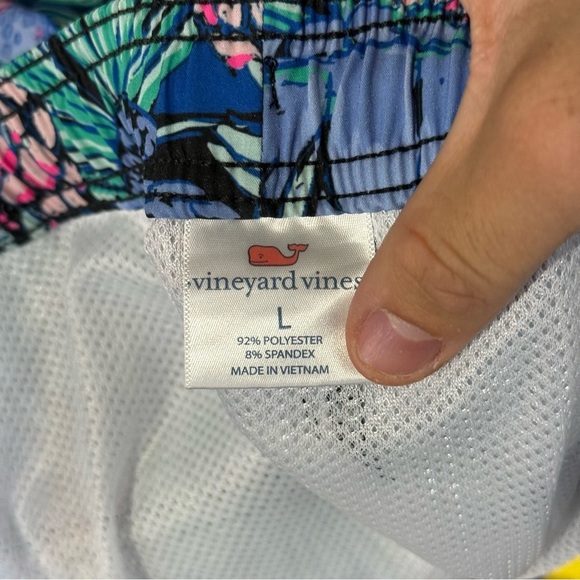 vineyard vines
L
92% POLYESTER
8% SPANDEX
MADE IN VIETNAM